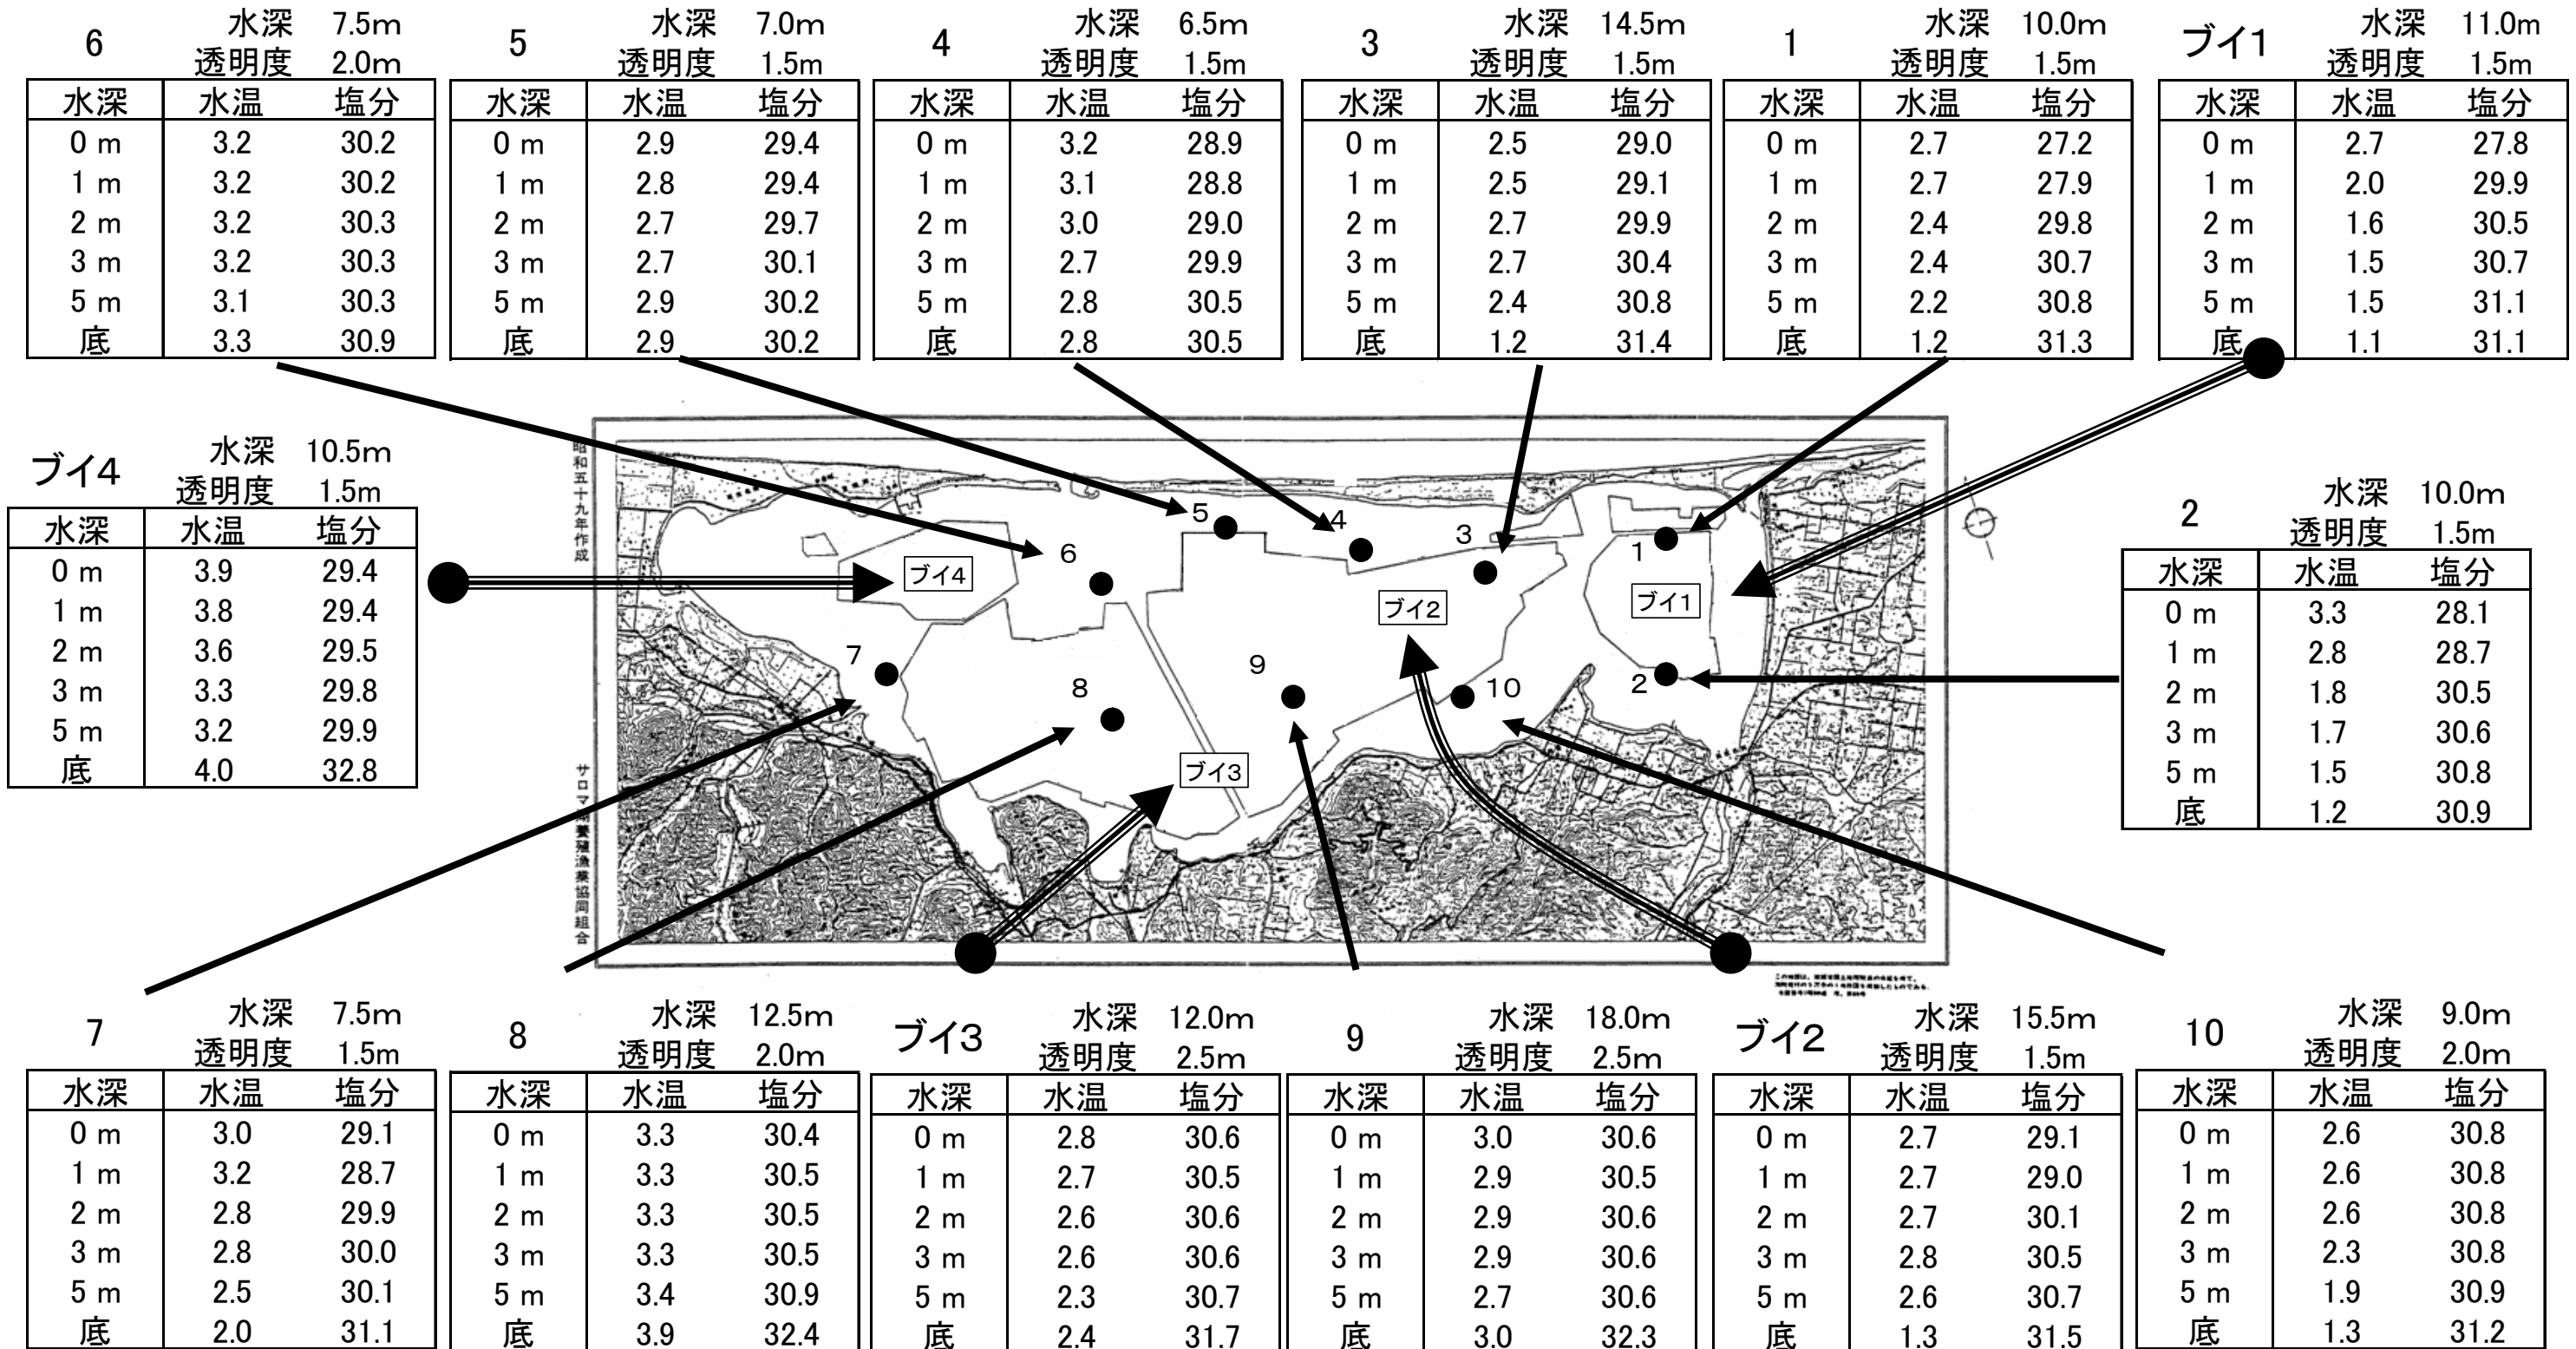 6 水深 7.5m
透明度 2.0m
水深 水温 塩分
0 m 3.2 30.2
1 m 3.2 30.2
2 m 3.2 30.3
3 m 3.2 30.3
5 m 3.1 30.3
底 3.3 30.9
5 水深 7.0m
透明度 1.5m
水深 水温 塩分
0 m 2.9 29.4
1 m 2.8 29.4
2 m 2.7 29.7
3 m 2.7 30.1
5 m 2.9 30.2
底 2.9 30.2
4 水深 6.5m
透明度 1.5m
水深 水温 塩分
0 m 3.2 28.9
1 m 3.1 28.8
2 m 3.0 29.0
3 m 2.7 29.9
5 m 2.8 30.5
底 2.8 30.5
3 水深 14.5m
透明度 1.5m
水深 水温 塩分
0 m 2.5 29.0
1 m 2.5 29.1
2 m 2.7 29.9
3 m 2.7 30.4
5 m 2.4 30.8
底 1.2 31.4
1 水深 10.0m
透明度 1.5m
水深 水温 塩分
0 m 2.7 27.2
1 m 2.7 27.9
2 m 2.4 29.8
3 m 2.4 30.7
5 m 2.2 30.8
底 1.2 31.3
ブイ1 水深 11.0m
透明度 1.5m
水深 水温 塩分
0 m 2.7 27.8
1 m 2.0 29.9
2 m 1.6 30.5
3 m 1.5 30.7
5 m 1.5 31.1
底 1.1 31.1
ブイ4 水深 10.5m
透明度 1.5m
水深 水温 塩分
0 m 3.9 29.4
1 m 3.8 29.4
2 m 3.6 29.5
3 m 3.3 29.8
5 m 3.2 29.9
底 4.0 32.8
昭和五十九年作成
サロマ湖養殖漁業協同組合
5
4
3
1
6
ブイ4
ブイ2
ブイ1
7
8
9
10
2
ブイ3
2 水深 10.0m
透明度 1.5m
水深 水温 塩分
0 m 3.3 28.1
1 m 2.8 28.7
2 m 1.8 30.5
3 m 1.7 30.6
5 m 1.5 30.8
底 1.2 30.9
7 水深 7.5m
透明度 1.5m
水深 水温 塩分
0 m 3.0 29.1
1 m 3.2 28.7
2 m 2.8 29.9
3 m 2.8 30.0
5 m 2.5 30.1
底 2.0 31.1
8 水深 12.5m
透明度 2.0m
水深 水温 塩分
0 m 3.3 30.4
1 m 3.3 30.5
2 m 3.3 30.5
3 m 3.3 30.5
5 m 3.4 30.9
底 3.9 32.4
ブイ3 水深 12.0m
透明度 2.5m
水深 水温 塩分
0 m 2.8 30.6
1 m 2.7 30.5
2 m 2.6 30.6
3 m 2.6 30.6
5 m 2.3 30.7
底 2.4 31.7
9 水深 18.0m
透明度 2.5m
水深 水温 塩分
0 m 3.0 30.6
1 m 2.9 30.5
2 m 2.9 30.6
3 m 2.9 30.6
5 m 2.7 30.6
底 3.0 32.3
ブイ2 水深 15.5m
透明度 1.5m
水深 水温 塩分
0 m 2.7 29.1
1 m 2.7 29.0
2 m 2.7 30.1
3 m 2.8 30.5
5 m 2.6 30.7
底 1.3 31.5
10 水深 9.0m
透明度 2.0m
水深 水温 塩分
0 m 2.6 30.8
1 m 2.6 30.8
2 m 2.6 30.8
3 m 2.3 30.8
5 m 1.9 30.9
底 1.3 31.2